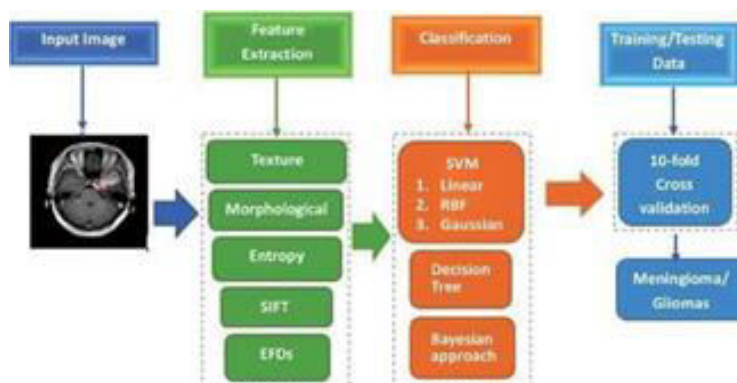 Input Image
Feature
Extraction
Classification
Training/Testing
Data
Texture
Morphological
Entropy
SIFT
EFDs
SVM
1. Linear
2. RBF
3. Gaussian
Decision
Tree
Bayesian
approach
10-fold
Cross
validation
Meningioma/
Gliomas